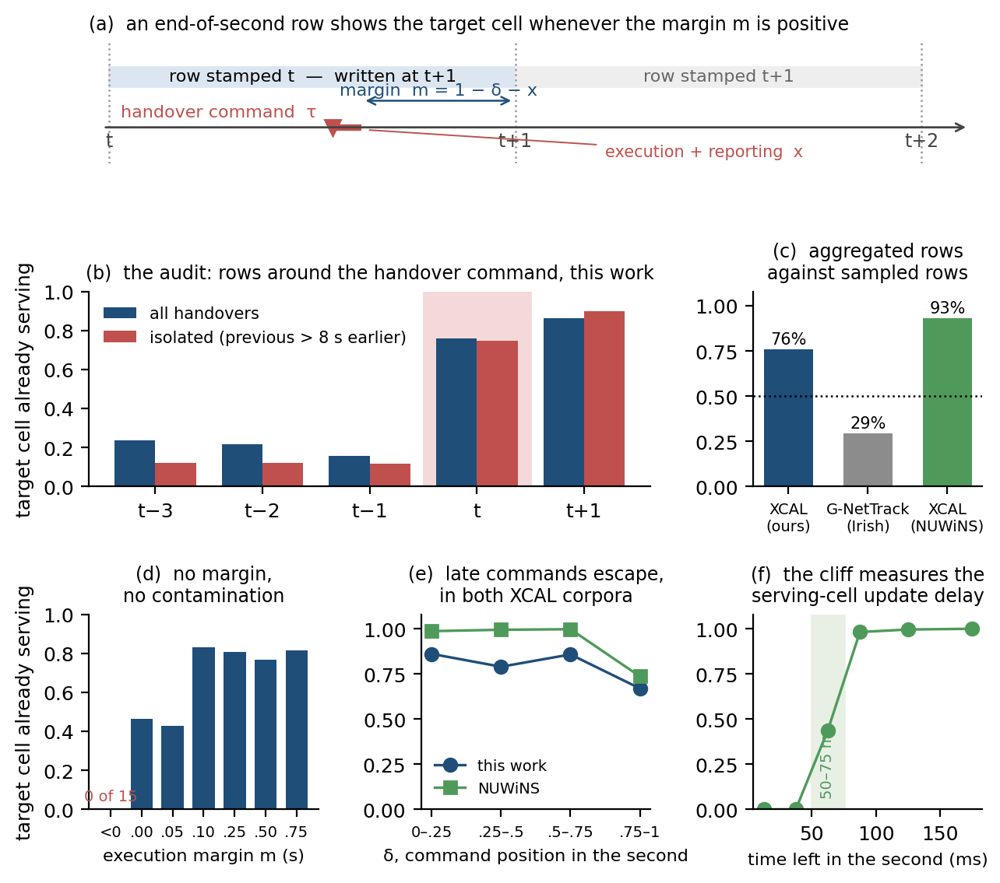 (a)  an end-of-second row shows the target cell whenever the margin m is positive
row stamped t — written at t+1
row stamped t+1
margin m = 1 − δ − x
handover command τ
t
t+1
t+2
execution + reporting x
(b)  the audit: rows around the handover command, this work
target cell already serving
1.0
0.8
0.6
0.4
0.2
0.0
all handovers
isolated (previous > 8 s earlier)
t−3
t−2
t−1
t
t+1
(c)  aggregated rows
against sampled rows
1.00
0.75
0.50
0.25
0.00
76%
29%
93%
XCAL
(ours)
G-NetTrack
(Irish)
XCAL
(NUWiNS)
(d)  no margin,
no contamination
target cell already serving
1.0
0.8
0.6
0.4
0.2
0.0
0 of 15
<0
.00
.05
.10
.25
.50
.75
execution margin m (s)
(e)  late commands escape,
in both XCAL corpora
1.00
0.75
0.50
0.25
0.00
this work
NUWiNS
0–.25
.25–.5
.5–.75
.75–1
δ, command position in the second
(f)  the cliff measures the
serving-cell update delay
1.00
0.75
0.50
0.25
0.00
50–75
50
100
150
time left in the second (ms)